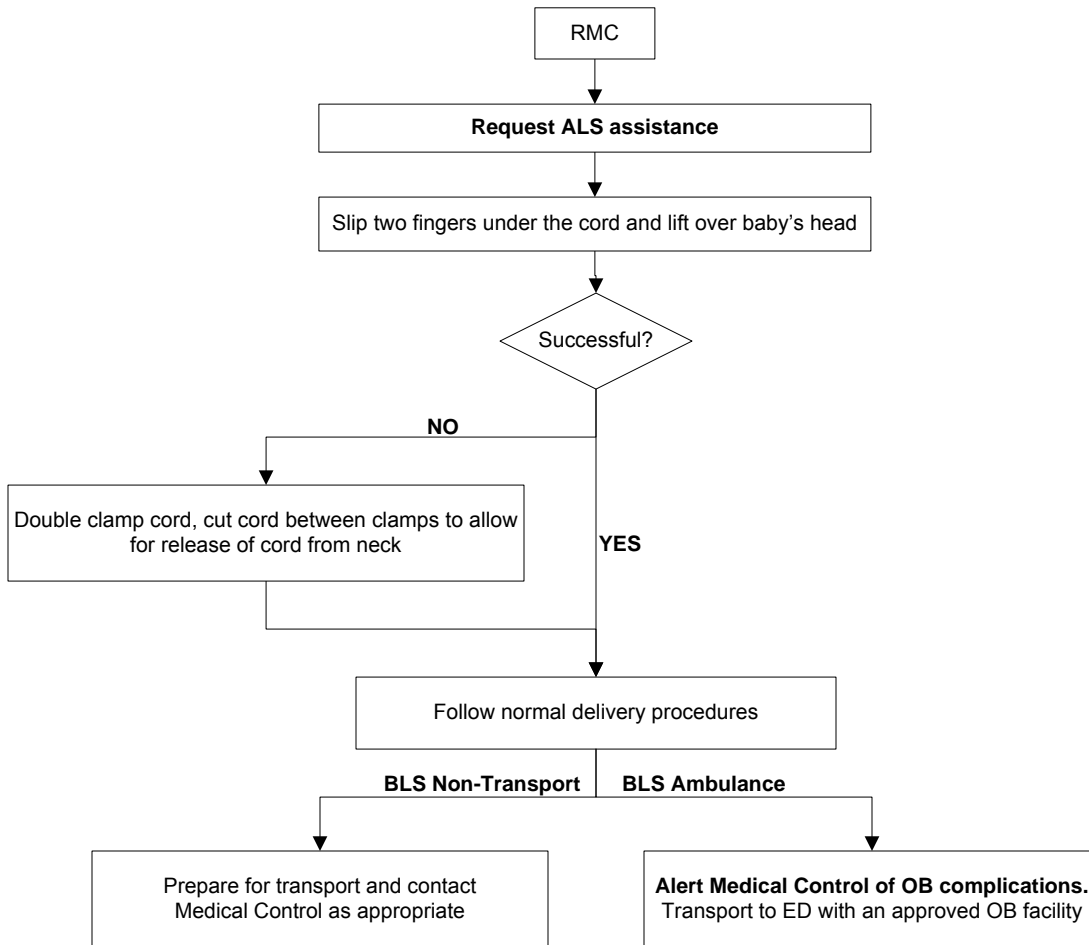 RMC
Request ALS assistance
Slip two fingers under the cord and lift over baby’s head
Successful?
NO
Double clamp cord, cut cord between clamps to allow
for release of cord from neck
YES
Follow normal delivery procedures
BLS Non-Transport
BLS Ambulance
Prepare for transport and contact
Medical Control as appropriate
Alert Medical Control of OB complications.
Transport to ED with an approved OB facility